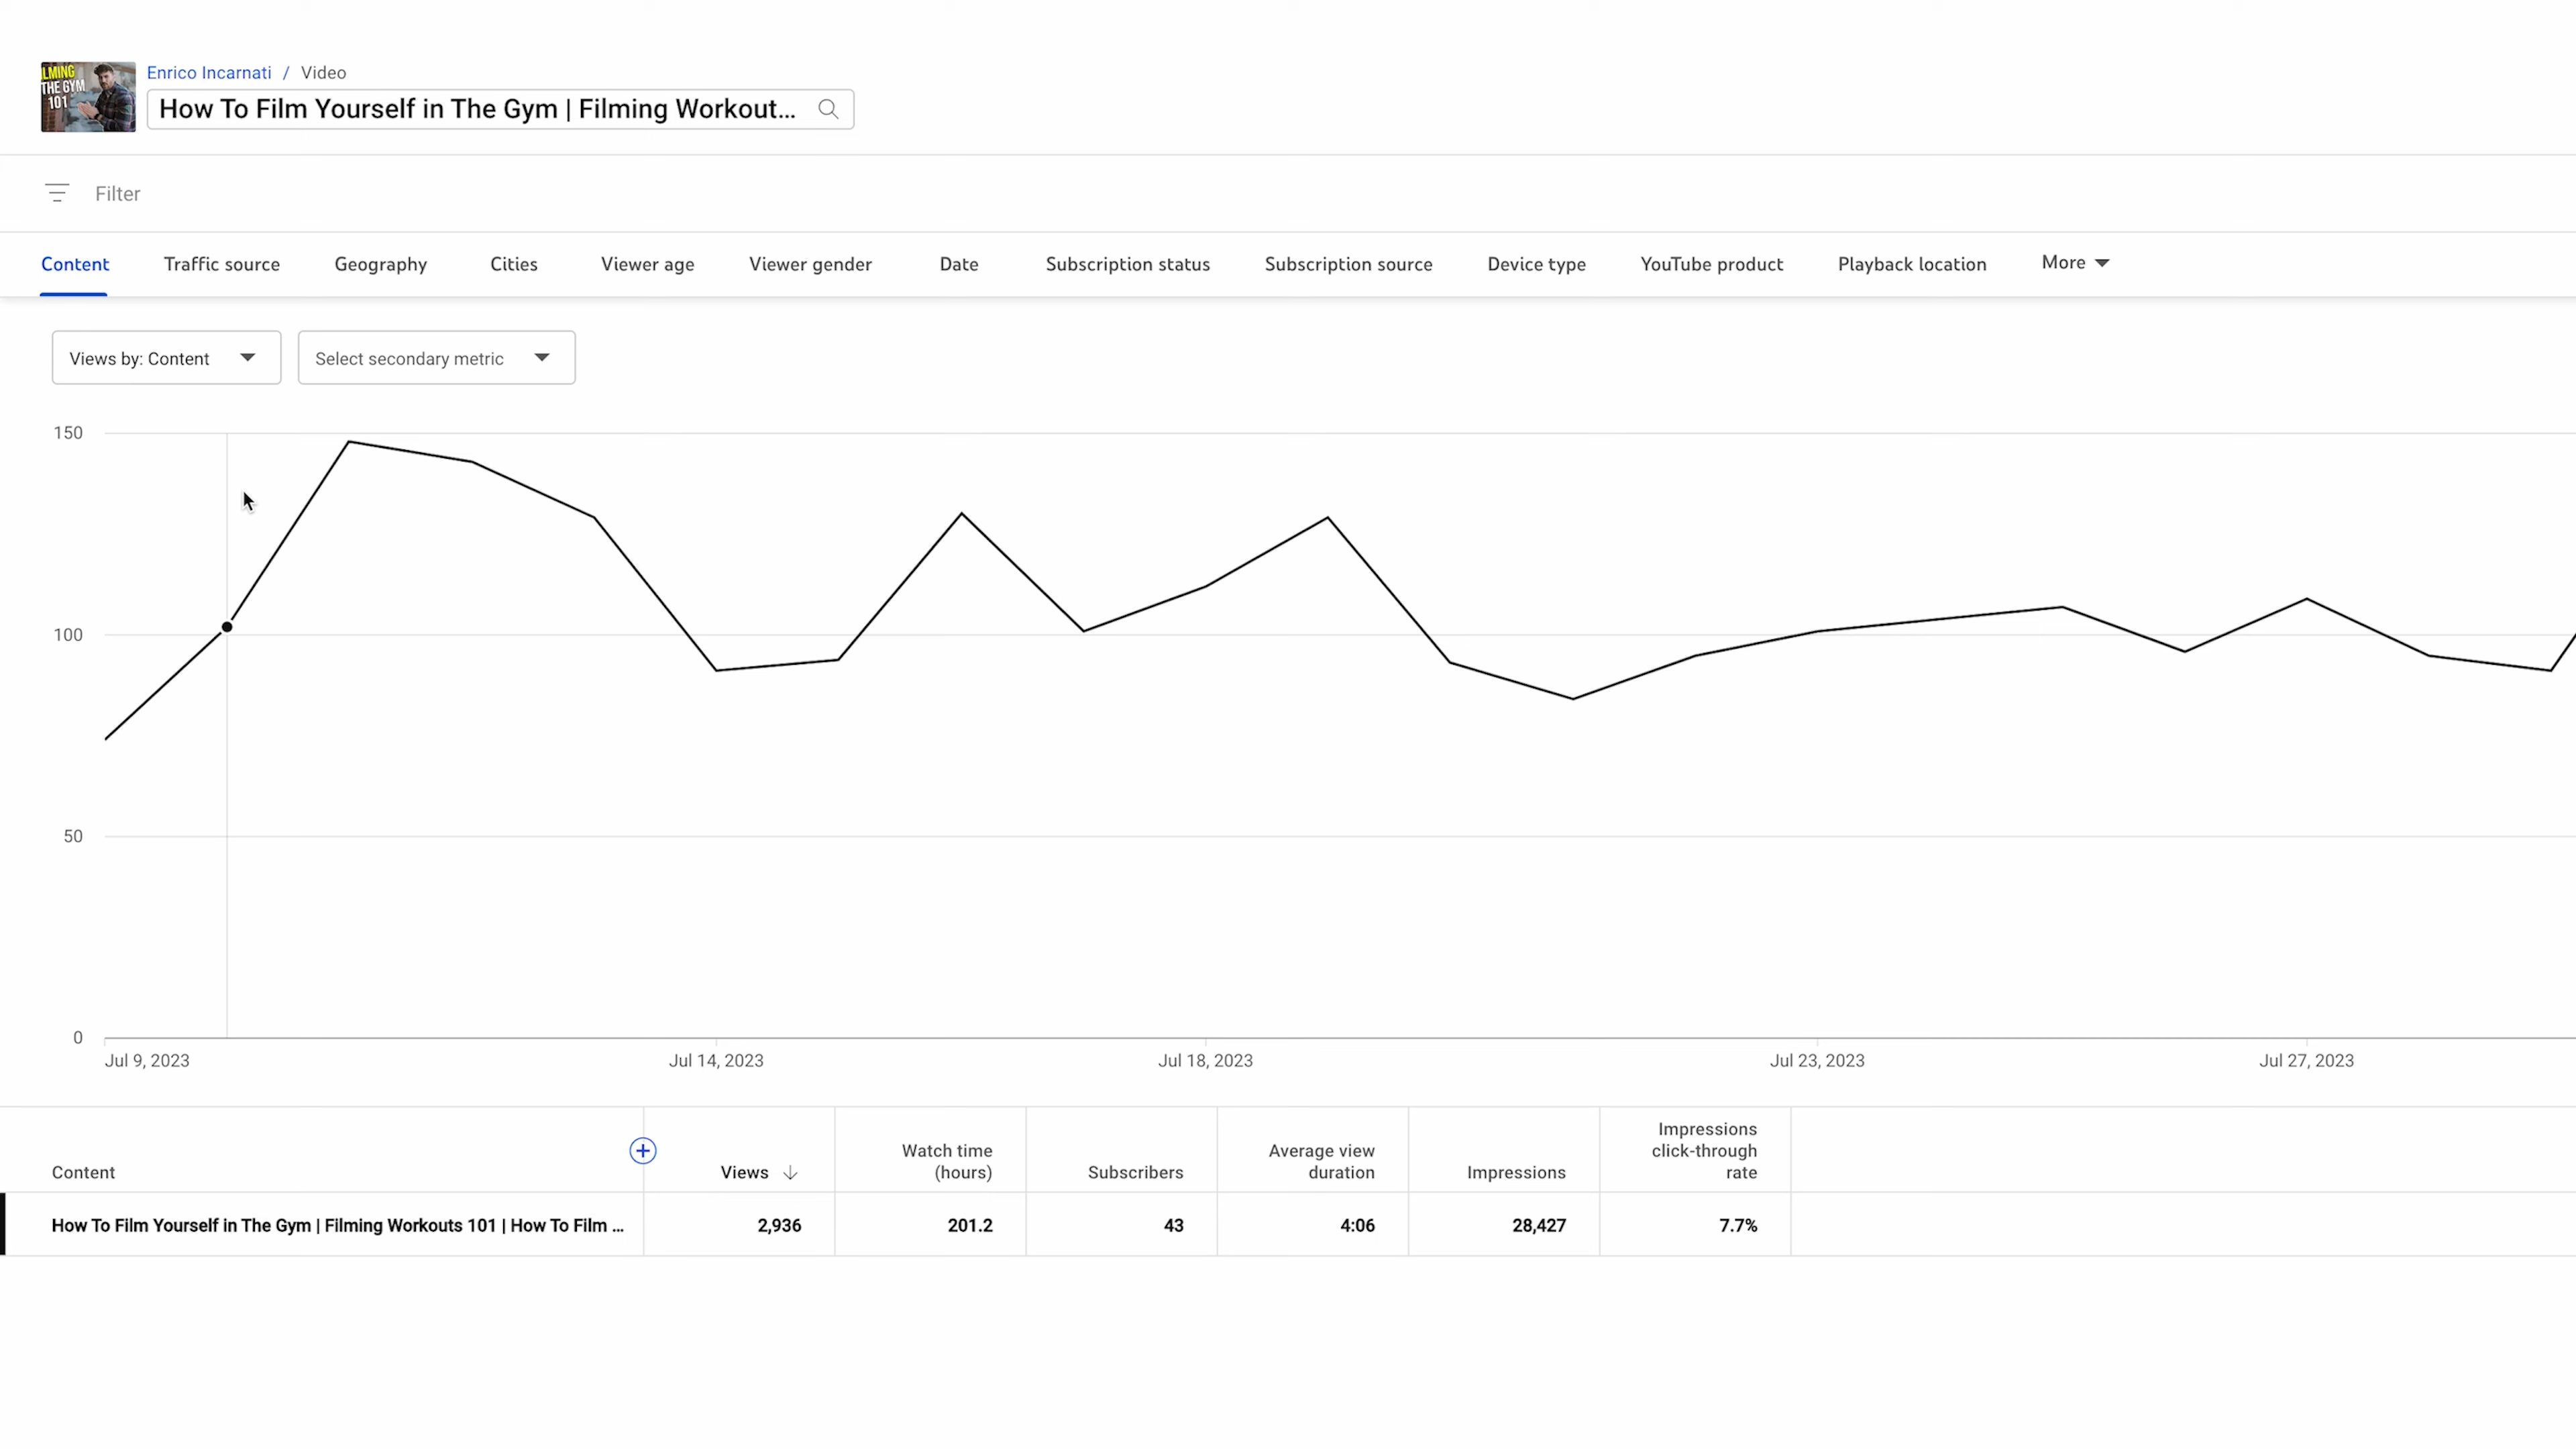 LMING
THE GYM
101
Enrico Incarnati / Video
How To Film Yourself in The Gym | Filming Workout...
Filter
Content Traffic source Geography Cities Viewer age Viewer gender Date Subscription status Subscription source Device type YouTube product Playback location More
Views by: Content Select secondary metric
150
100
50
0
Jul 9, 2023 Jul 14, 2023 Jul 18, 2023 Jul 23, 2023 Jul 27, 2023
Content Views Watch time (hours) Subscribers Average view duration Impressions Impressions click-through rate
How To Film Yourself in The Gym | Filming Workouts 101 | How To Film ... 2,936 201.2 43 4:06 28,427 7.7%